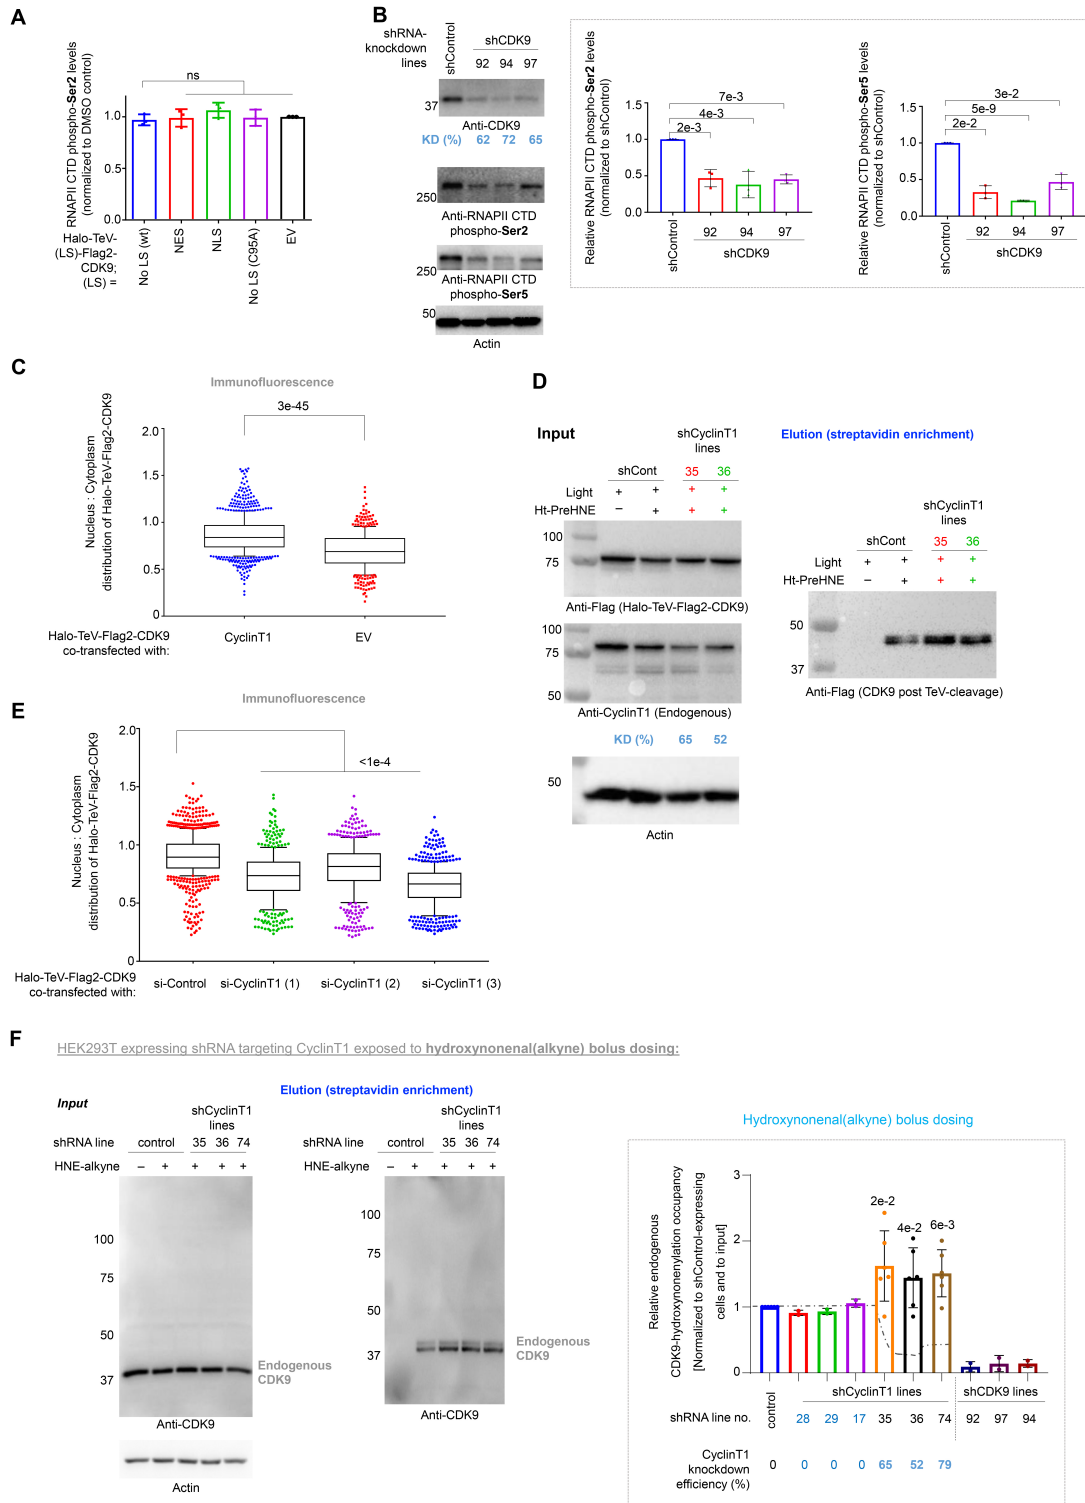 A
RNAPII CTD phospho-Ser2 levels
(normalized to DMSO control)
ns
1.0
0.5
0.0
Halo-TeV-
(LS)-Flag2-
CDK9;
(LS) =
No LS (wt)
NES
NLS
No LS (C95A)
EV
B
shRNA-
knockdown
lines
shControl
shCDK9
92 94 97
37
Anti-CDK9
KD (%) 62 72 65
250
Anti-RNAPII CTD
phospho-Ser2
250
Anti-RNAPII CTD
phospho-Ser5
50
Actin
Relative RNAPII CTD phospho-Ser2 levels
(normalized to shControl)
7e-3
4e-3
2e-3
1.5
1.0
0.5
0.0
shControl
92 94 97
shCDK9
Relative RNAPII CTD phospho-Ser5 levels
(normalized to shControl)
3e-2
5e-9
2e-2
1.5
1.0
0.5
0.0
shControl
92 94 97
shCDK9
C
Immunofluorescence
3e-45
Nucleus : Cytoplasm
distribution of Halo-TeV-Flag2-CDK9
2.0
1.5
1.0
0.5
0
Halo-TeV-Flag2-CDK9
co-transfected with:
CyclinT1
EV
D
Input
shCyclinT1
lines
shCont
35 36
Light + + + +
Ht-PreHNE – + + +
100
75
Anti-Flag (Halo-TeV-Flag2-CDK9)
100
75
50
Anti-CyclinT1 (Endogenous)
KD (%) 65 52
50
Actin
Elution (streptavidin enrichment)
shCyclinT1
lines
shCont
35 36
Light + + + +
Ht-PreHNE – + + +
50
37
Anti-Flag (CDK9 post TeV-cleavage)
E
Immunofluorescence
<1e-4
Nucleus : Cytoplasm
distribution of Halo-TeV-Flag2-CDK9
2.0
1.5
1.0
0.5
0
Halo-TeV-Flag2-CDK9
co-transfected with:
si-Control
si-CyclinT1 (1)
si-CyclinT1 (2)
si-CyclinT1 (3)
F
HEK293T expressing shRNA targeting CyclinT1 exposed to hydroxynonenal(alkyne) bolus dosing:
Input
shCyclinT1
lines
shRNA line control 35 36 74
HNE-alkyne – + + + +
100
75
50
37
Endogenous
CDK9
Anti-CDK9
Actin
Elution (streptavidin enrichment)
shCyclinT1
lines
shRNA line control 35 36 74
HNE-alkyne – + + + +
100
75
50
37
Endogenous
CDK9
Anti-CDK9
Hydroxynonenal(alkyne) bolus dosing
Relative endogenous
CDK9-hydroxynonenylation occupancy
[Normalized to shControl-expressing
cells and to input]
3
2
1
0
2e-2
4e-2
6e-3
control
shCyclinT1 lines
shCDK9 lines
shRNA line no. 28 29 17 35 36 74 92 97 94
CyclinT1
knockdown
efficiency (%)
0 0 0 0 65 52 79